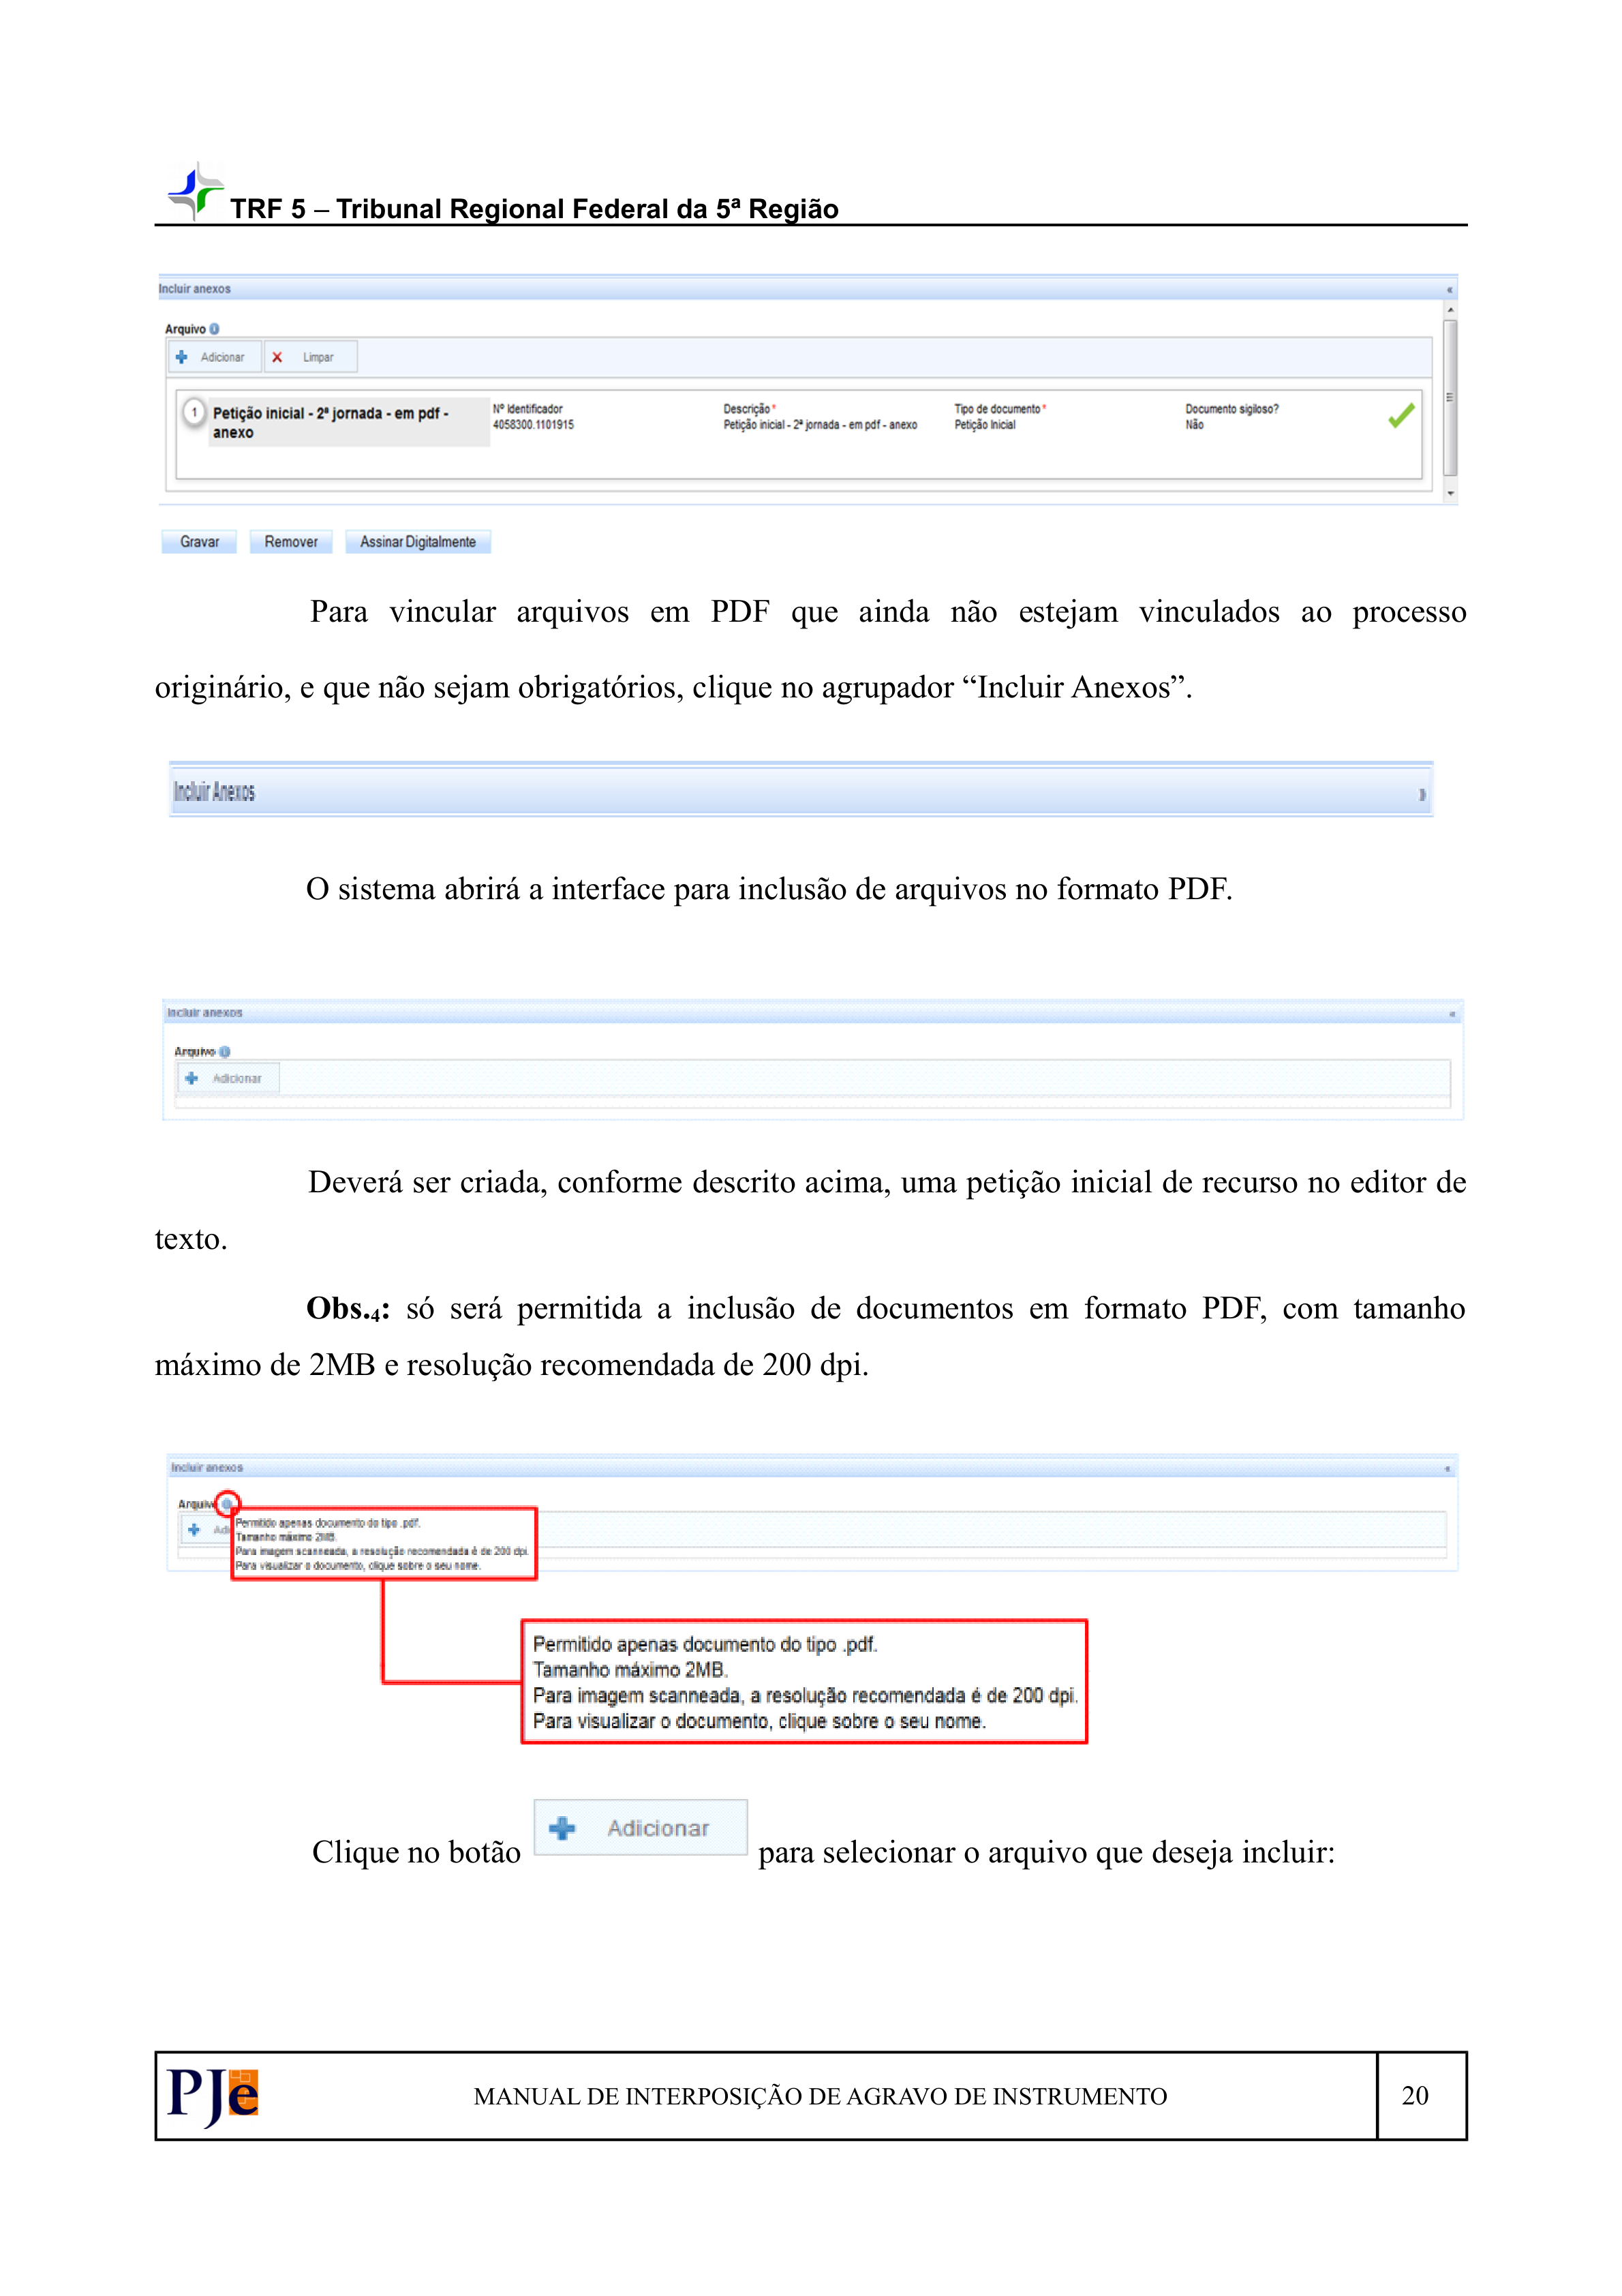 TRF 5 – Tribunal Regional Federal da 5ª Região
Incluir anexos
Arquivo
Adicionar Limpar
1 Petição inicial - 2ª jornada - em pdf - anexo
Nº Identificador
4058300.1101915
Descrição *
Petição inicial - 2ª jornada - em pdf - anexo
Tipo de documento *
Petição Inicial
Documento sigiloso?
Não
Gravar Remover Assinar Digitalmente
Para vincular arquivos em PDF que ainda não estejam vinculados ao processo
originário, e que não sejam obrigatórios, clique no agrupador “Incluir Anexos”.
Incluir Anexos
O sistema abrirá a interface para inclusão de arquivos no formato PDF.
Incluir anexos
Arquivo
Adicionar
Deverá ser criada, conforme descrito acima, uma petição inicial de recurso no editor de
texto.
Obs.4: só será permitida a inclusão de documentos em formato PDF, com tamanho
máximo de 2MB e resolução recomendada de 200 dpi.
Incluir anexos
Arquivo
Adi
Permitido apenas documento do tipo .pdf.
Tamanho máximo 2MB.
Para imagem scanneada, a resolução recomendada é de 200 dpi.
Para visualizar o documento, clique sobre o seu nome.
Permitido apenas documento do tipo .pdf.
Tamanho máximo 2MB.
Para imagem scanneada, a resolução recomendada é de 200 dpi.
Para visualizar o documento, clique sobre o seu nome.
Clique no botão Adicionar para selecionar o arquivo que deseja incluir:
PJe MANUAL DE INTERPOSIÇÃO DE AGRAVO DE INSTRUMENTO 20